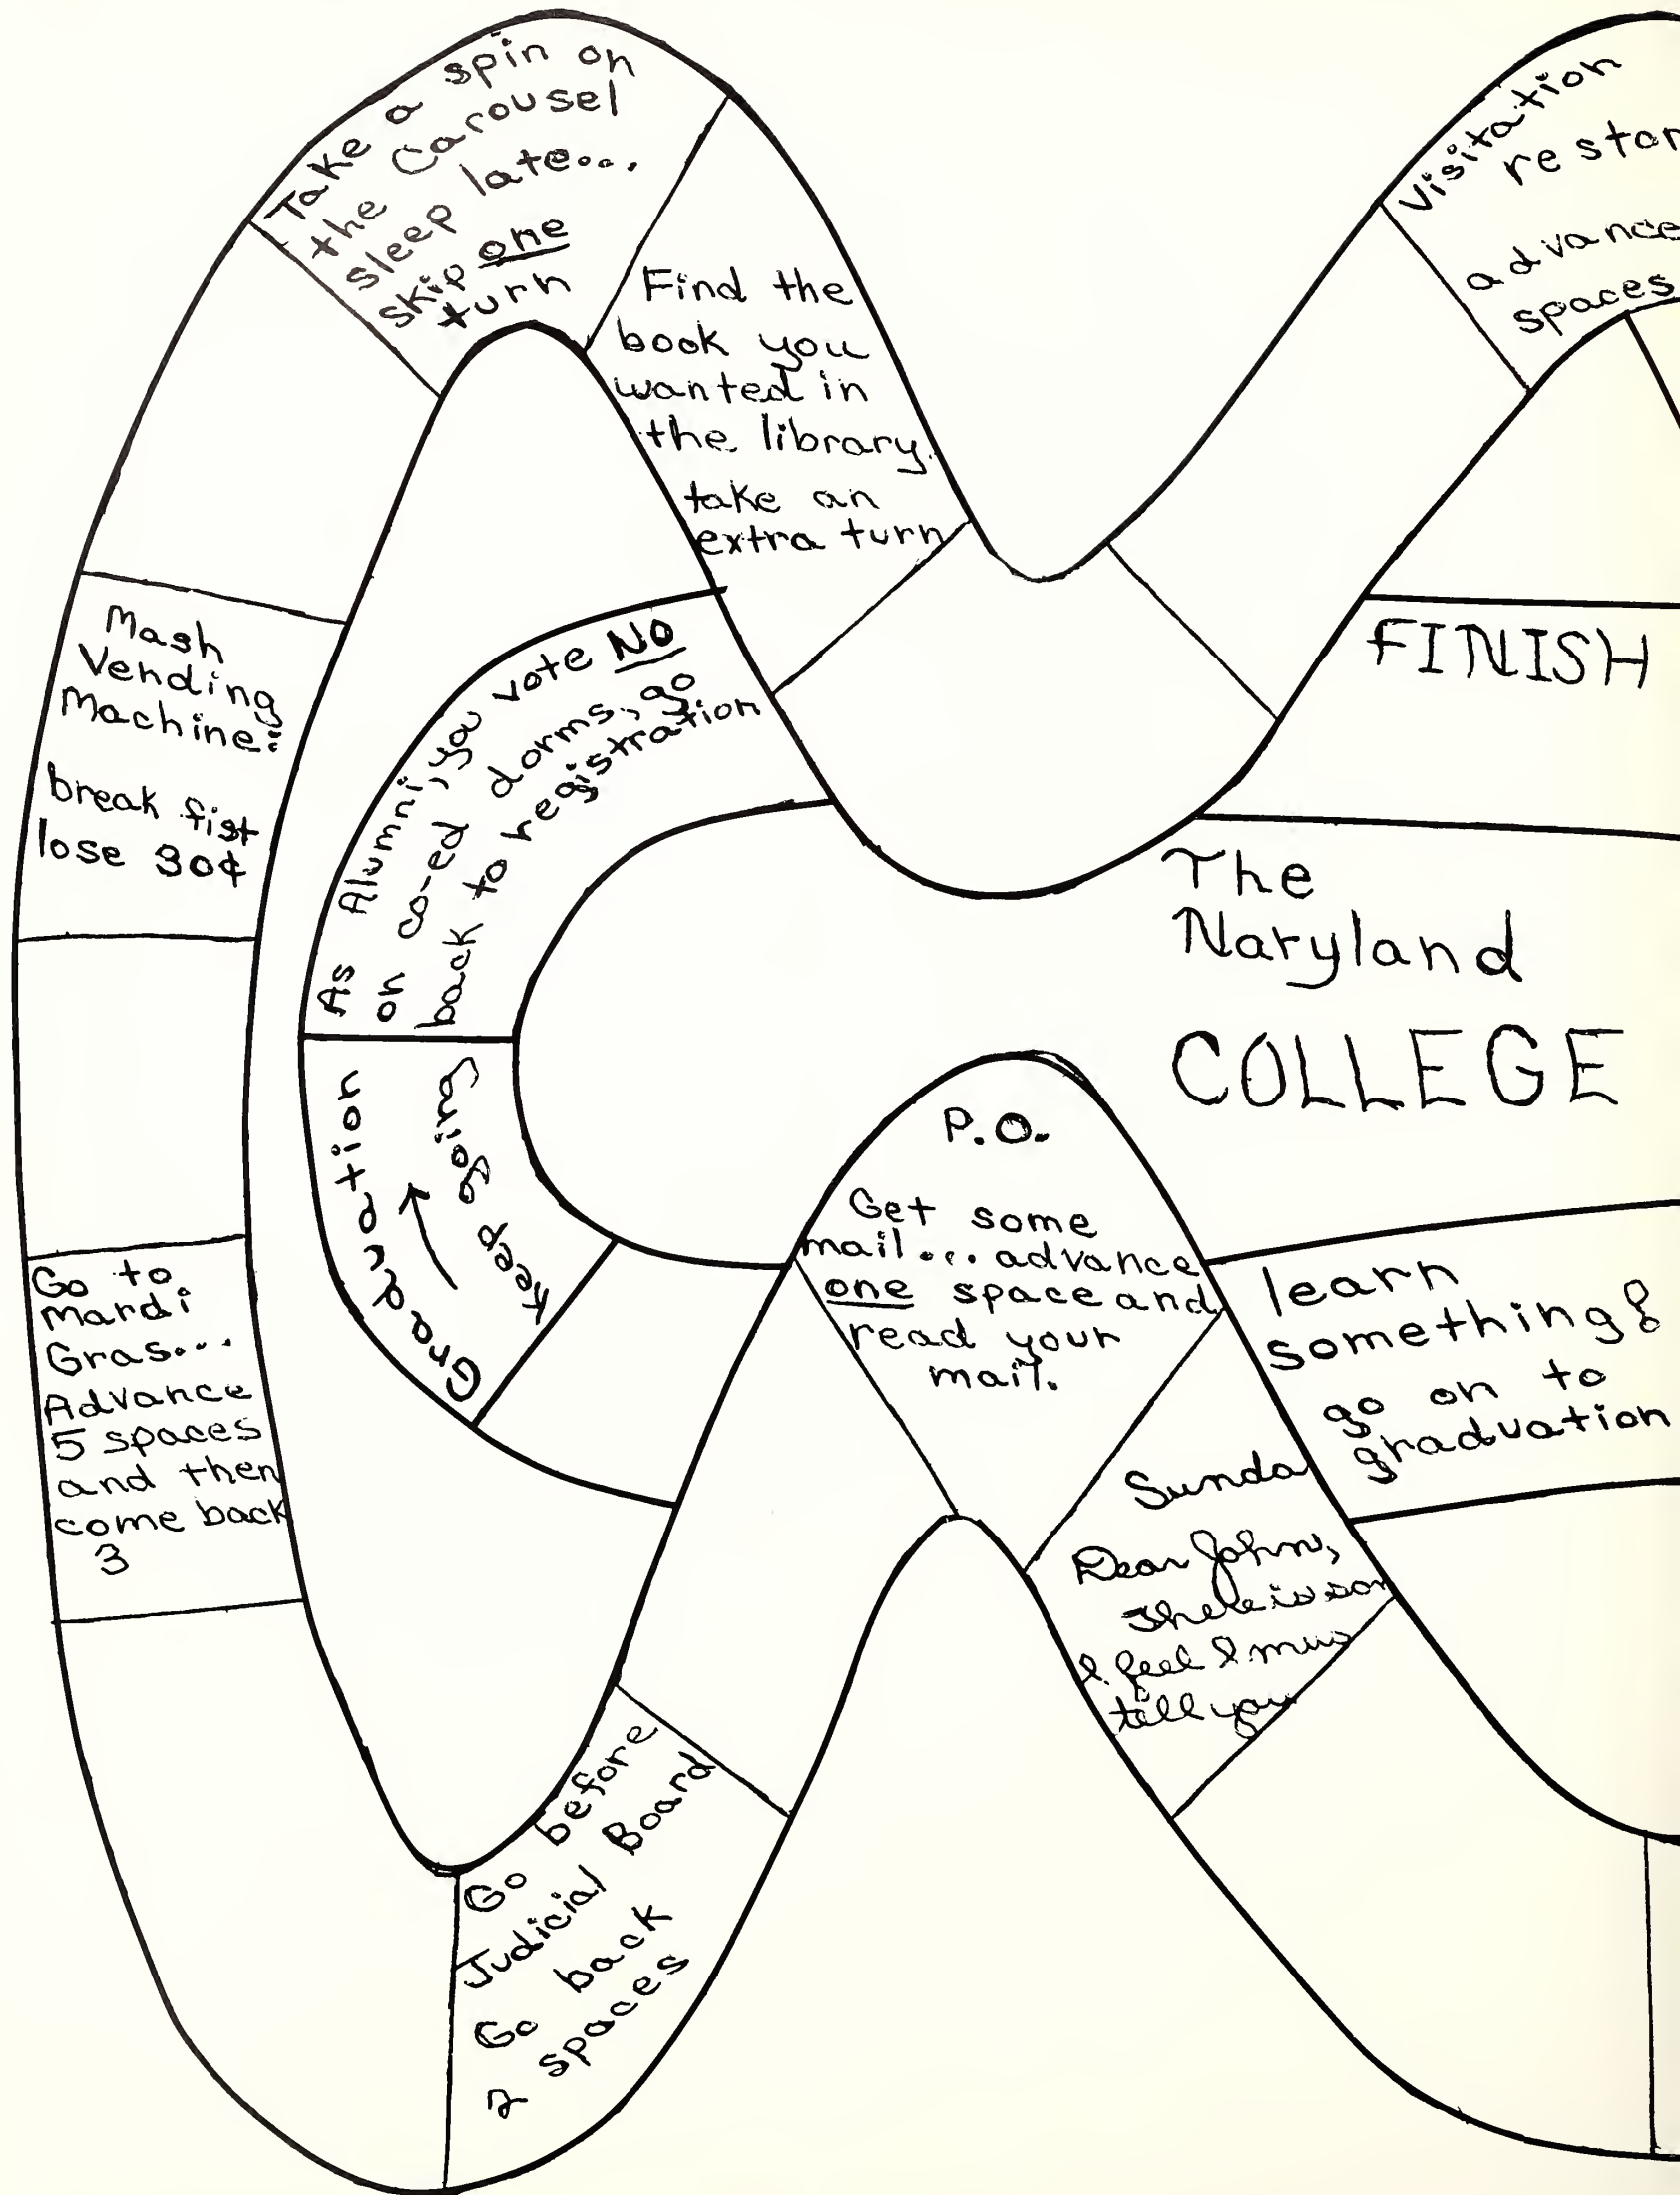 Take a spin on
the Carousel
sleep late...
skip one
turn
Find the
book you
wanted in
the library.
take an
extra turn
Visitation
restor
advance
spaces
Mash
Vending
Machine:
break fist
lose 30¢
FINISH
As Alumni, you vote NO
on co-ed dorms, go
back to registration
The
Naryland
COLLEGE
Graduation
keep going
P.O.
Get some
mail... advance
one space and
read your
mail.
Go to
mardi
Gras...
Advance
5 spaces
and then
come back
3
learn
something!
go on to
graduation
Sunda
Dear John,
There is som
I feel I mus
tell you
Go before
Judicial Board
Go back
2 spaces